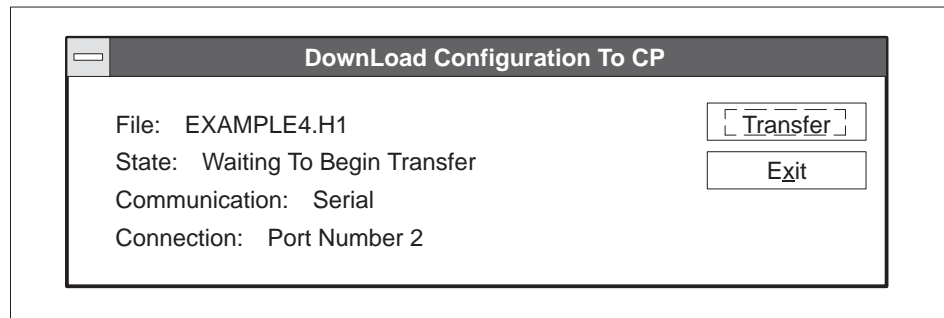 DownLoad Configuration To CP
File: EXAMPLE4.H1
Transfer
State: Waiting To Begin Transfer
Exit
Communication: Serial
Connection: Port Number 2